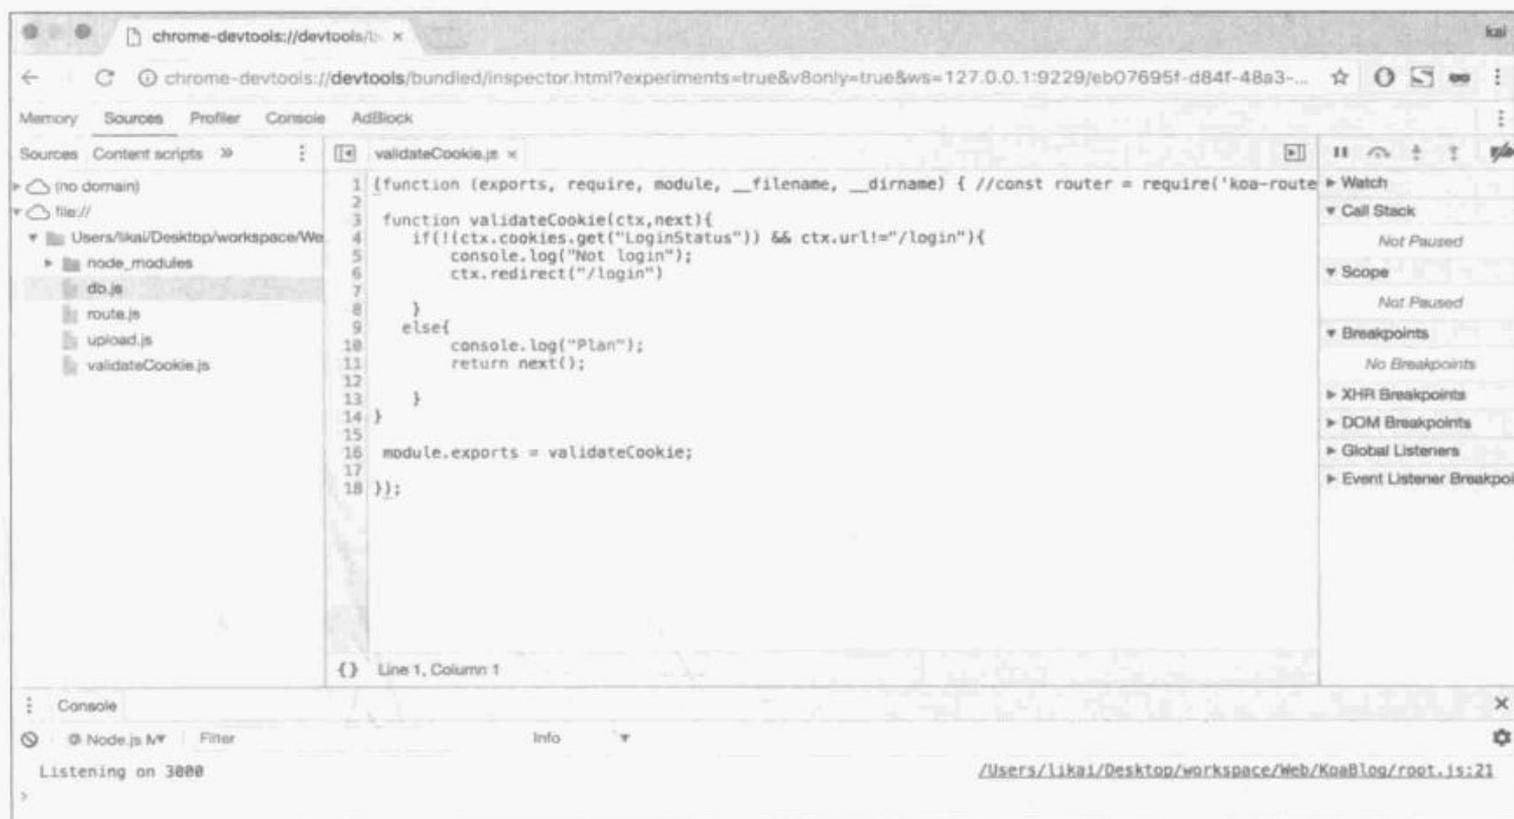 chrome-devtools://devtools/b ×
kai
chrome-devtools://devtools/bundled/inspector.html?experiments=true&v8only=true&ws=127.0.0.1:9229/eb07695f-d84f-48a3-...
Memory Sources Profiler Console AdBlock
Sources Content scripts »
validateCookie.js ×
(no domain)
file://
Users/likai/Desktop/workspace/We
node_modules
db.js
route.js
upload.js
validateCookie.js
1 (function (exports, require, module, __filename, __dirname) { //const router = require('koa-route
2
3 function validateCookie(ctx,next){
4 if(!(ctx.cookies.get("LoginStatus")) && ctx.url!="/login"){
5 console.log("Not login");
6 ctx.redirect("/login")
7
8 }
9 else{
10 console.log("Plan");
11 return next();
12
13 }
14 }
15
16 module.exports = validateCookie;
17
18 });
{} Line 1, Column 1
Watch
Call Stack
Not Paused
Scope
Not Paused
Breakpoints
No Breakpoints
XHR Breakpoints
DOM Breakpoints
Global Listeners
Event Listener Breakpoi
Console ×
Node.js M▼ Filter Info ▼
Listening on 3000 /Users/likai/Desktop/workspace/Web/KoaBlog/root.js:21
>